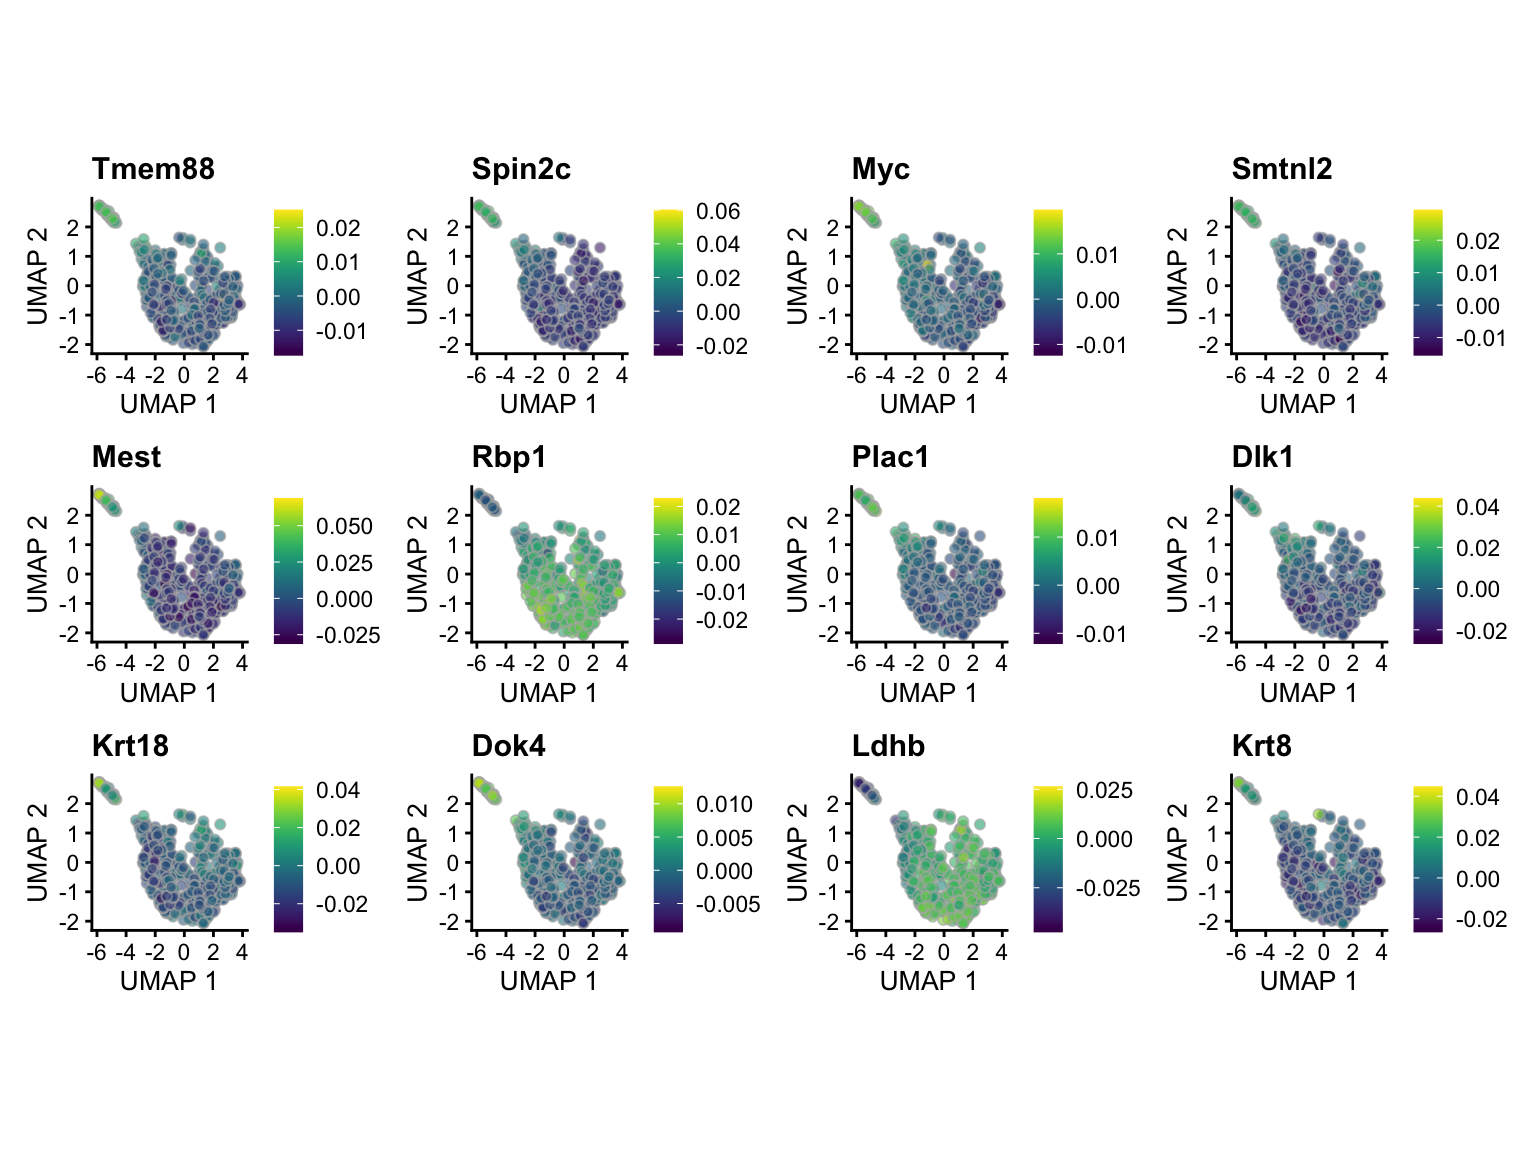 Tmem88 Spin2c Myc Smtnl2
UMAP 2 2 1 0 -1 -2 0.02 0.01 0.00 -0.01
UMAP 2 2 1 0 -1 -2 0.06 0.04 0.02 0.00 -0.02
UMAP 2 2 1 0 -1 -2 0.01 0.00 -0.01
UMAP 2 2 1 0 -1 -2 0.02 0.01 0.00 -0.01
-6 -4 -2 0 2 4 -6 -4 -2 0 2 4 -6 -4 -2 0 2 4 -6 -4 -2 0 2 4
UMAP 1 UMAP 1 UMAP 1 UMAP 1
Mest Rbp1 Plac1 Dlk1
UMAP 2 2 1 0 -1 -2 0.050 0.025 0.000 -0.025
UMAP 2 2 1 0 -1 -2 0.02 0.01 0.00 -0.01 -0.02
UMAP 2 2 1 0 -1 -2 0.01 0.00 -0.01
UMAP 2 2 1 0 -1 -2 0.04 0.02 0.00 -0.02
-6 -4 -2 0 2 4 -6 -4 -2 0 2 4 -6 -4 -2 0 2 4 -6 -4 -2 0 2 4
UMAP 1 UMAP 1 UMAP 1 UMAP 1
Krt18 Dok4 Ldhb Krt8
UMAP 2 2 1 0 -1 -2 0.04 0.02 0.00 -0.02
UMAP 2 2 1 0 -1 -2 0.010 0.005 0.000 -0.005
UMAP 2 2 1 0 -1 -2 0.025 0.000 -0.025
UMAP 2 2 1 0 -1 -2 0.04 0.02 0.00 -0.02
-6 -4 -2 0 2 4 -6 -4 -2 0 2 4 -6 -4 -2 0 2 4 -6 -4 -2 0 2 4
UMAP 1 UMAP 1 UMAP 1 UMAP 1